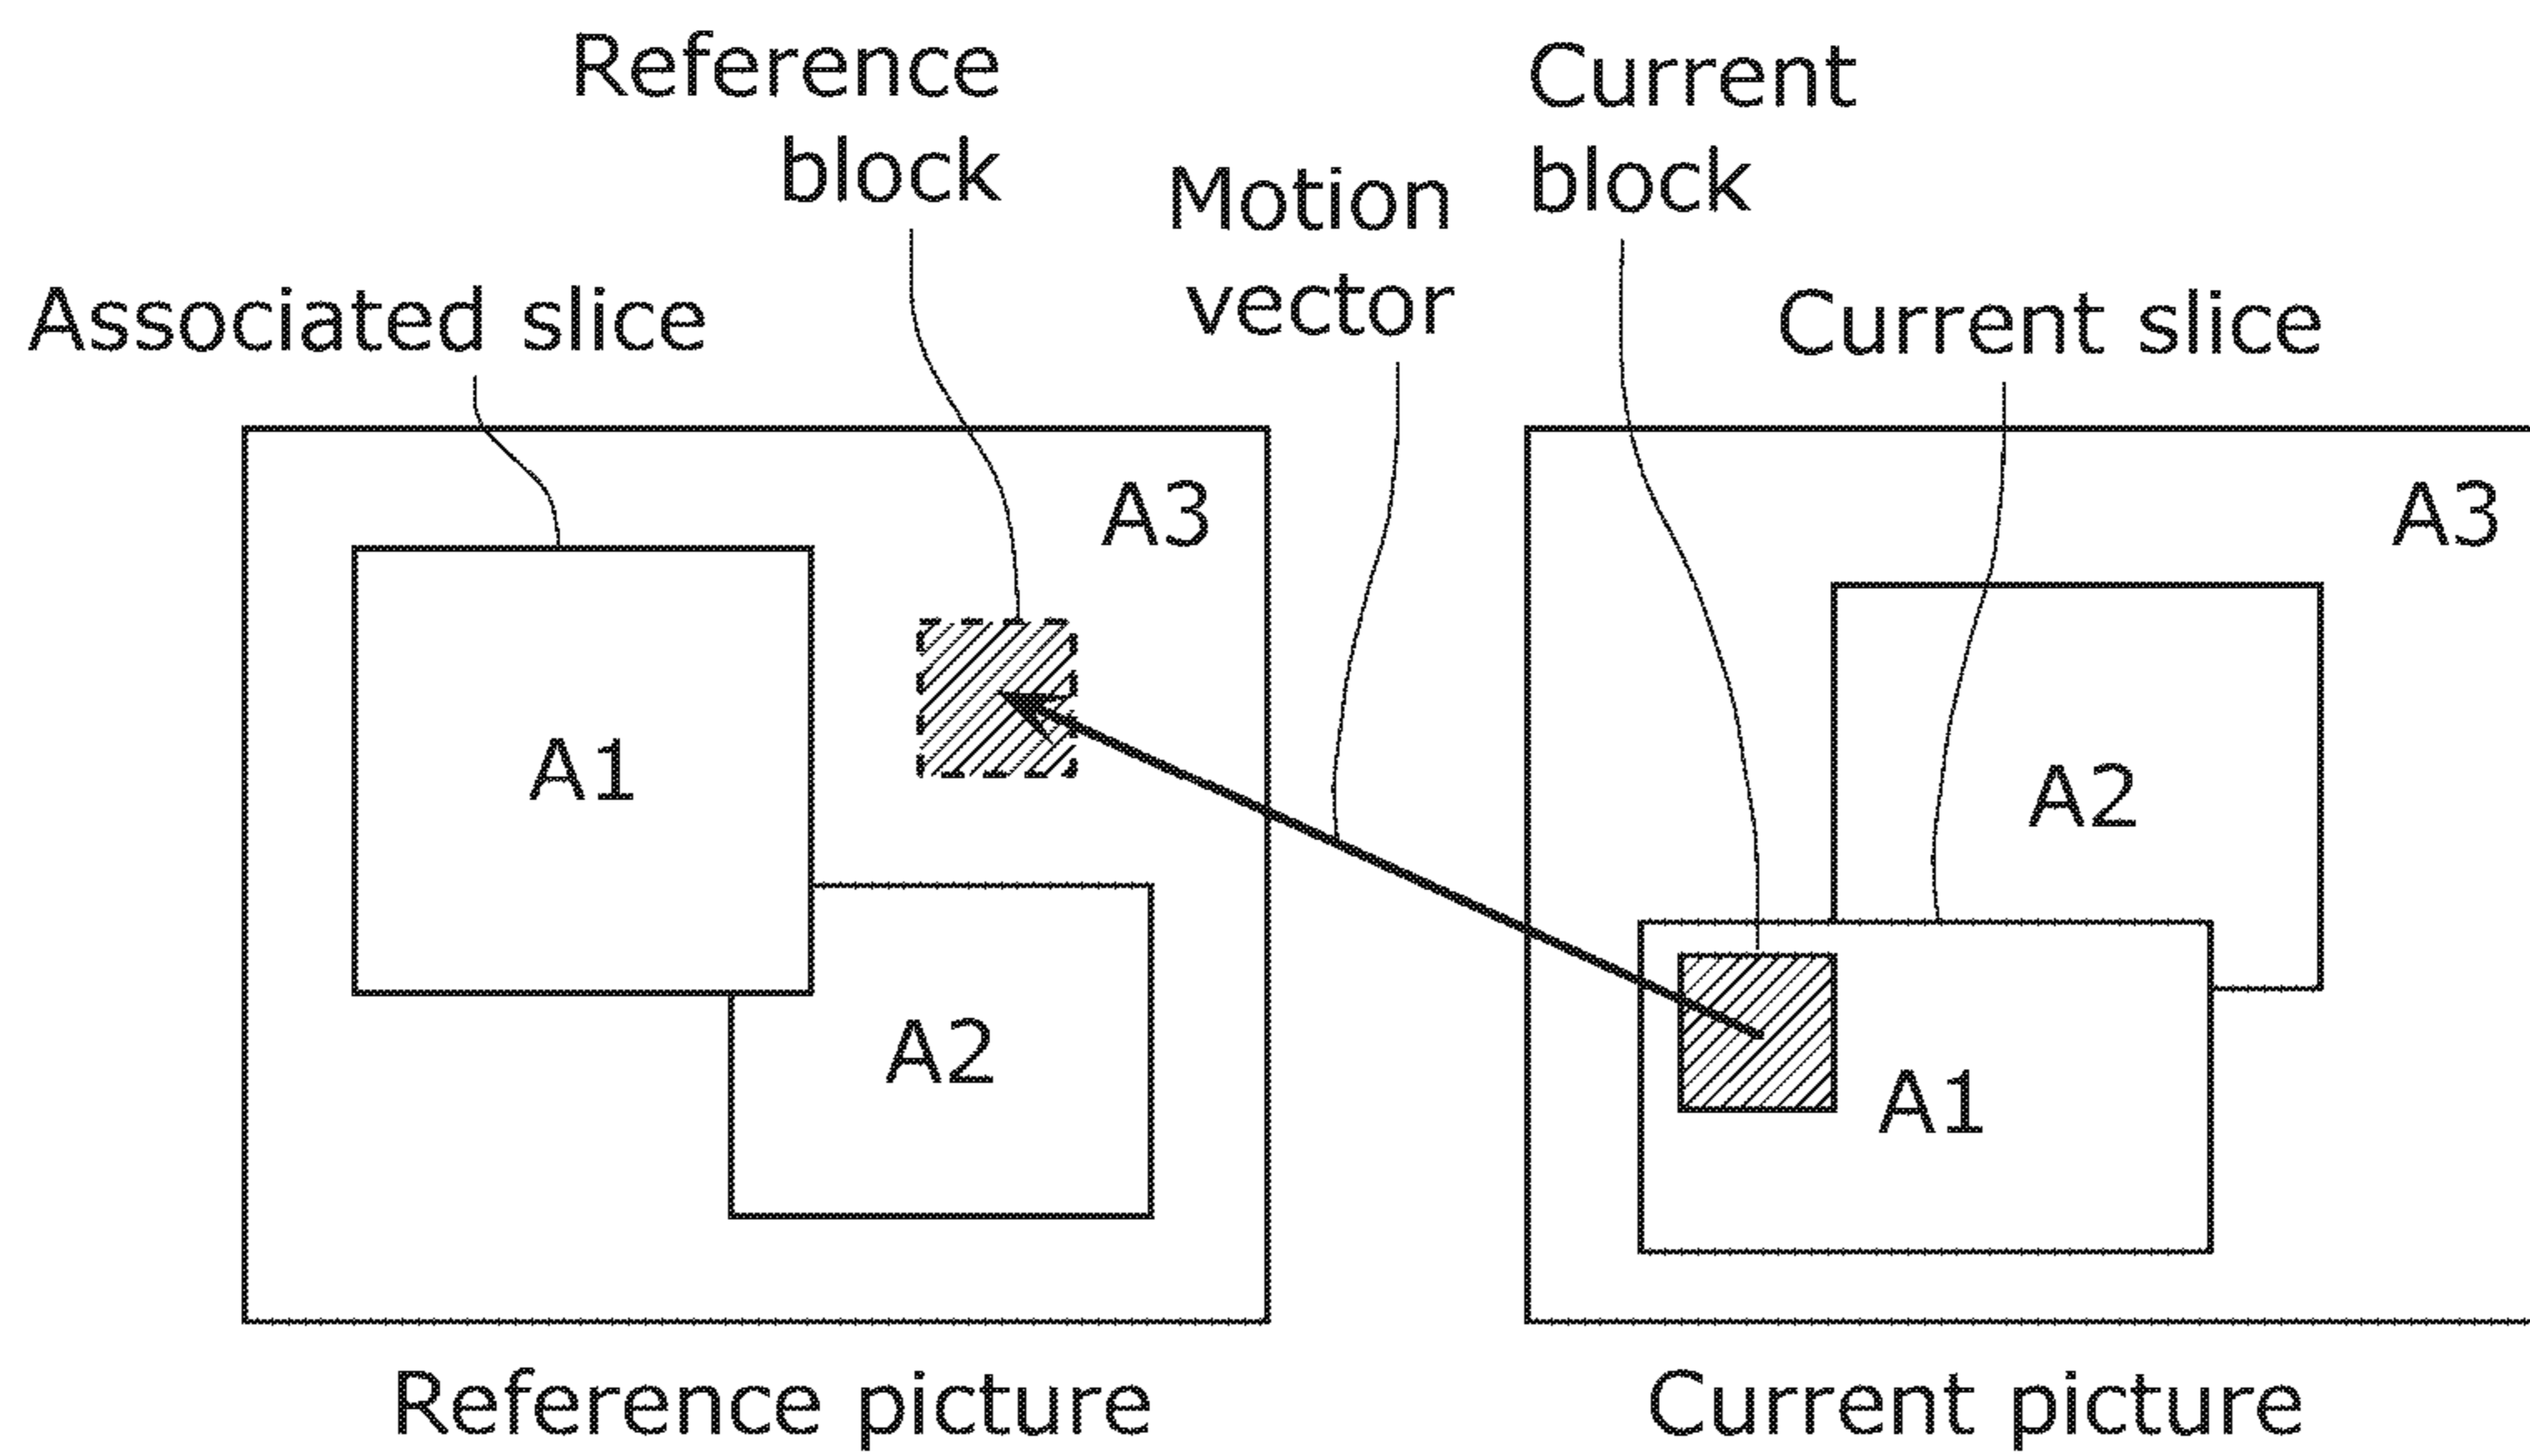 Reference
block
Current
block
Motion
vector
Associated slice
Current slice
A3
A3
A1
A2
A2
A1
Reference picture
Current picture